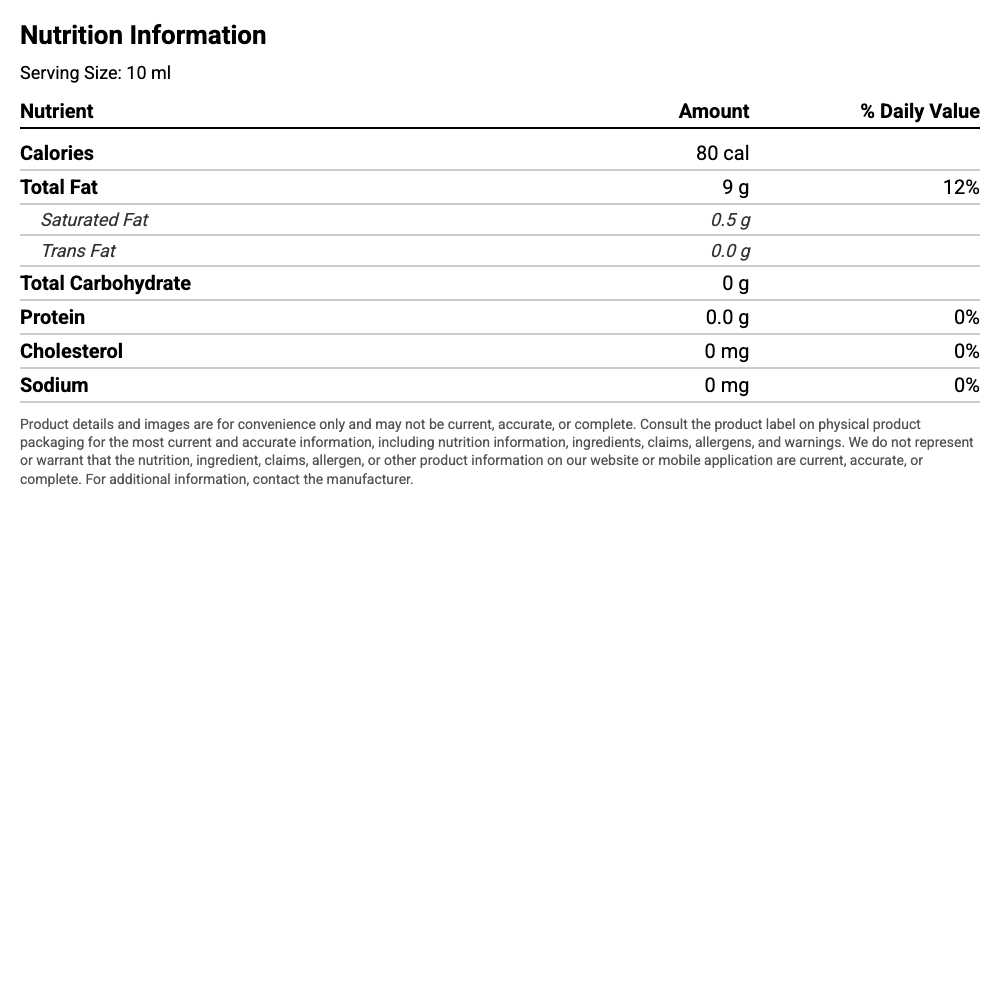 Nutrition Information
Serving Size: 10 ml
Nutrient Amount % Daily Value
Calories 80 cal
Total Fat 9 g 12%
Saturated Fat 0.5 g
Trans Fat 0.0 g
Total Carbohydrate 0 g
Protein 0.0 g 0%
Cholesterol 0 mg 0%
Sodium 0 mg 0%
Product details and images are for convenience only and may not be current, accurate, or complete. Consult the product label on physical product
packaging for the most current and accurate information, including nutrition information, ingredients, claims, allergens, and warnings. We do not represent
or warrant that the nutrition, ingredient, claims, allergen, or other product information on our website or mobile application are current, accurate, or
complete. For additional information, contact the manufacturer.